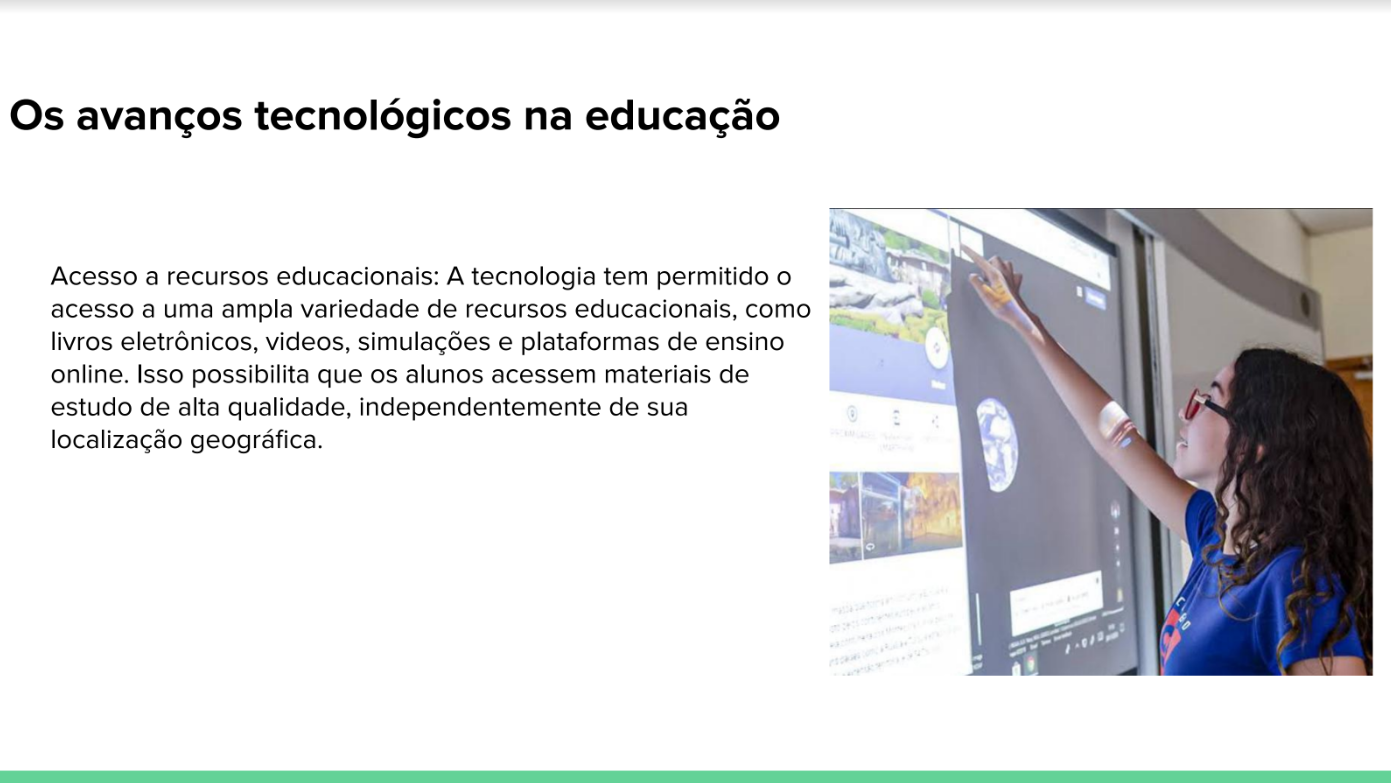 Os avanços tecnológicos na educação
Acesso a recursos educacionais: A tecnologia tem permitido o
acesso a uma ampla variedade de recursos educacionais, como
livros eletrônicos, videos, simulações e plataformas de ensino
online. Isso possibilita que os alunos acessem materiais de
estudo de alta qualidade, independentemente de sua
localização geográfica.